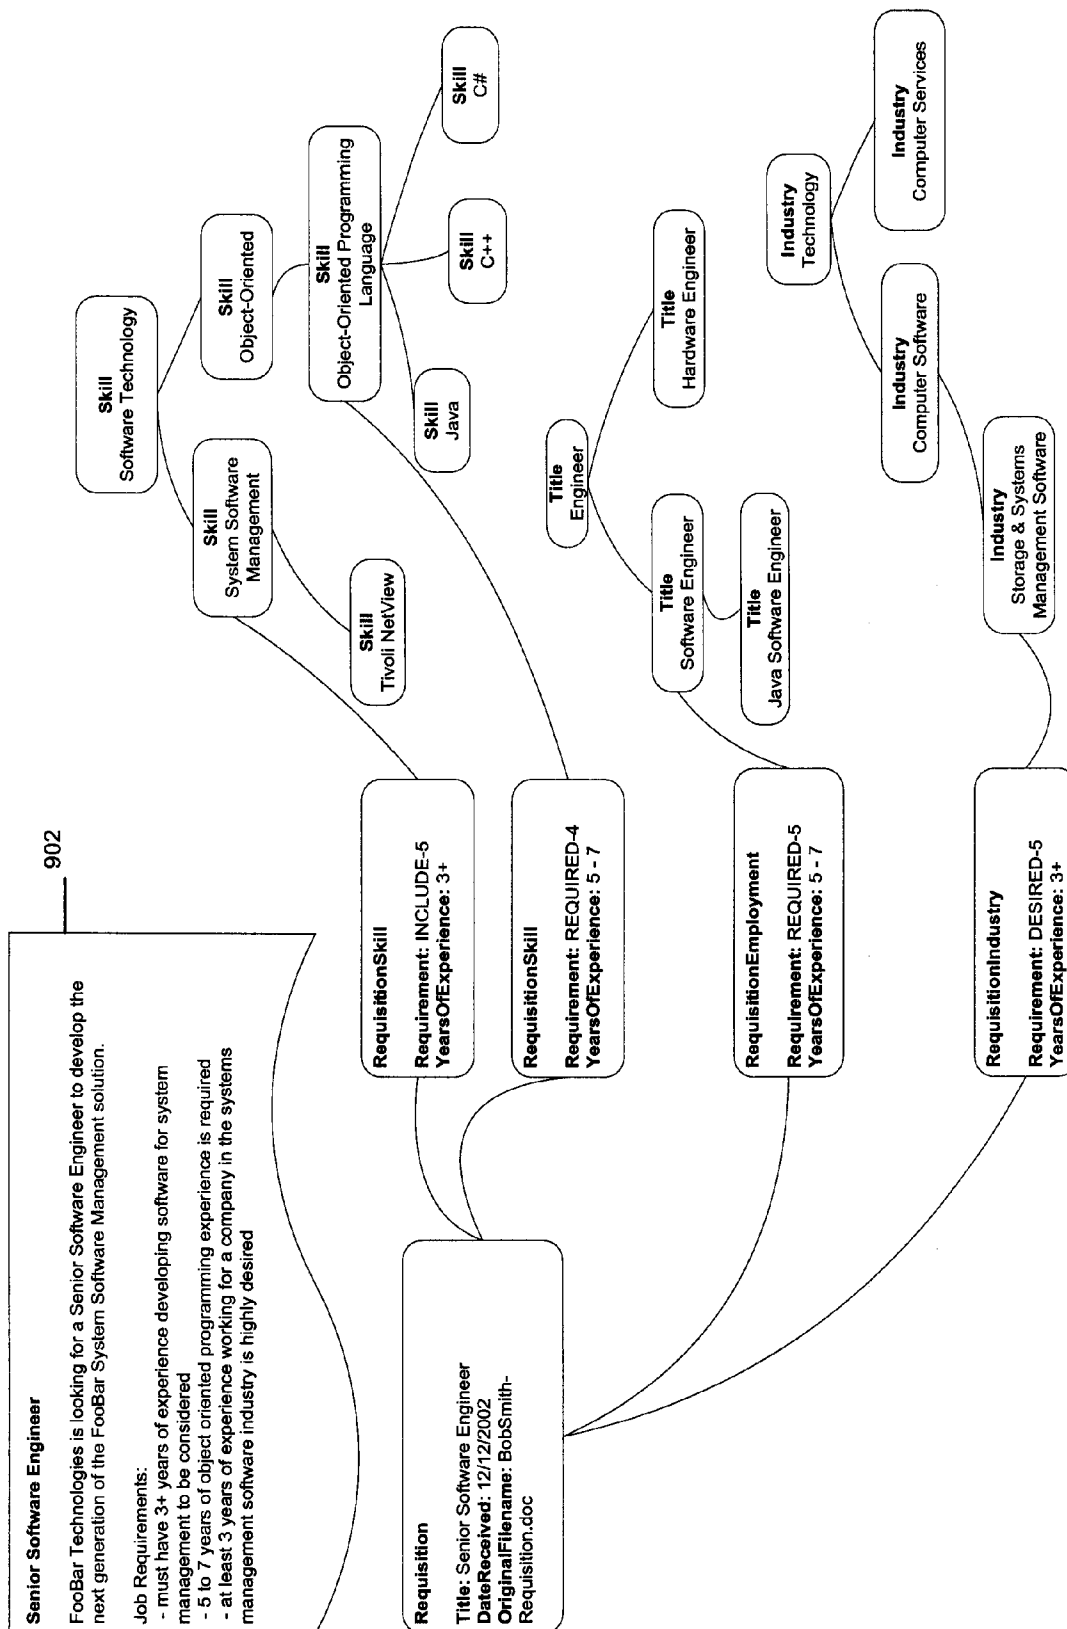 Senior Software Engineer
FooBar Technologies is looking for a Senior Software Engineer to develop the
next generation of the FooBar System Software Management solution.
Job Requirements:
- must have 3+ years of experience developing software for system
management to be considered
- 5 to 7 years of object oriented programming experience is required
- at least 3 years of experience working for a company in the systems
management software industry is highly desired
902
Requisition
Title: Senior Software Engineer
DateReceived: 12/12/2002
OriginalFilename: BobSmith-
Requisition.doc
RequisitionSkill
Requirement: INCLUDE-5
YearsOfExperience: 3+
RequisitionSkill
Requirement: REQUIRED-4
YearsOfExperience: 5 - 7
RequisitionEmployment
Requirement: REQUIRED-5
YearsOfExperience: 5 - 7
RequisitionIndustry
Requirement: DESIRED-5
YearsOfExperience: 3+
Skill
Software Technology
Skill
System Software
Management
Skill
Object-Oriented
Skill
Tivoli NetView
Skill
Object-Oriented Programming
Language
Skill
Java
Skill
C++
Skill
C#
Title
Engineer
Title
Software Engineer
Title
Hardware Engineer
Title
Java Software Engineer
Industry
Technology
Industry
Computer Software
Industry
Computer Services
Industry
Storage & Systems
Management Software